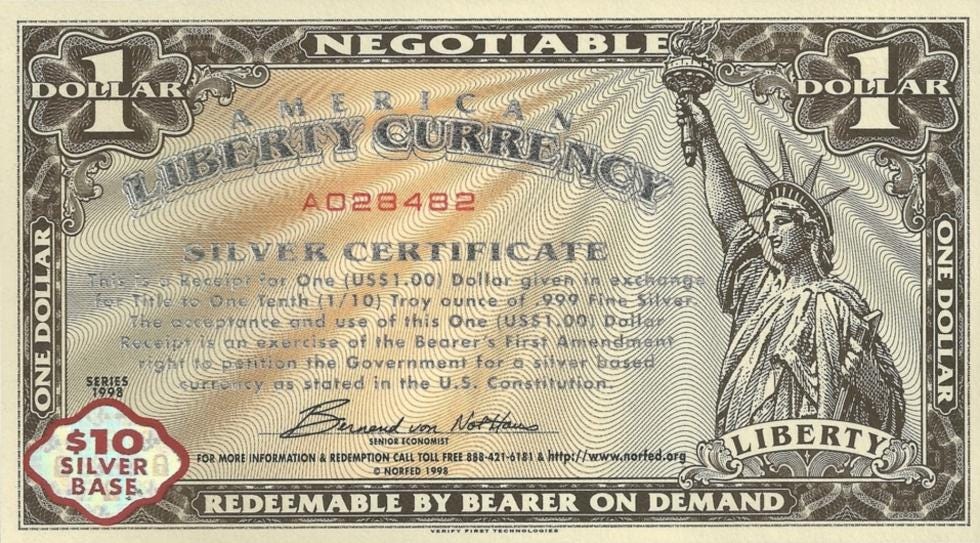 NEGOTIABLE
1
DOLLAR
1
DOLLAR
AMERICAN
LIBERTY CURRENCY
A028482
SILVER CERTIFICATE
This is a Receipt for One (US$1.00) Dollar given in exchange
for Title to One Tenth (1/10) Troy ounce of .999 Fine Silver.
The acceptance and use of this One (US$1.00) Dollar
Receipt is an exercise of the Bearer's First Amendment
right to petition the Government for a silver based
currency as stated in the U.S. Constitution.
ONE DOLLAR
ONE DOLLAR
SERIES
1998
Bernard von NotHaus
SENIOR ECONOMIST
FOR MORE INFORMATION & REDEMPTION CALL TOLL FREE 888-421-6181 & http://www.norfed.org
© NORFED 1998
$10
SILVER
BASE
LIBERTY
REDEEMABLE BY BEARER ON DEMAND
VERIFY FIRST TECHNOLOGIES